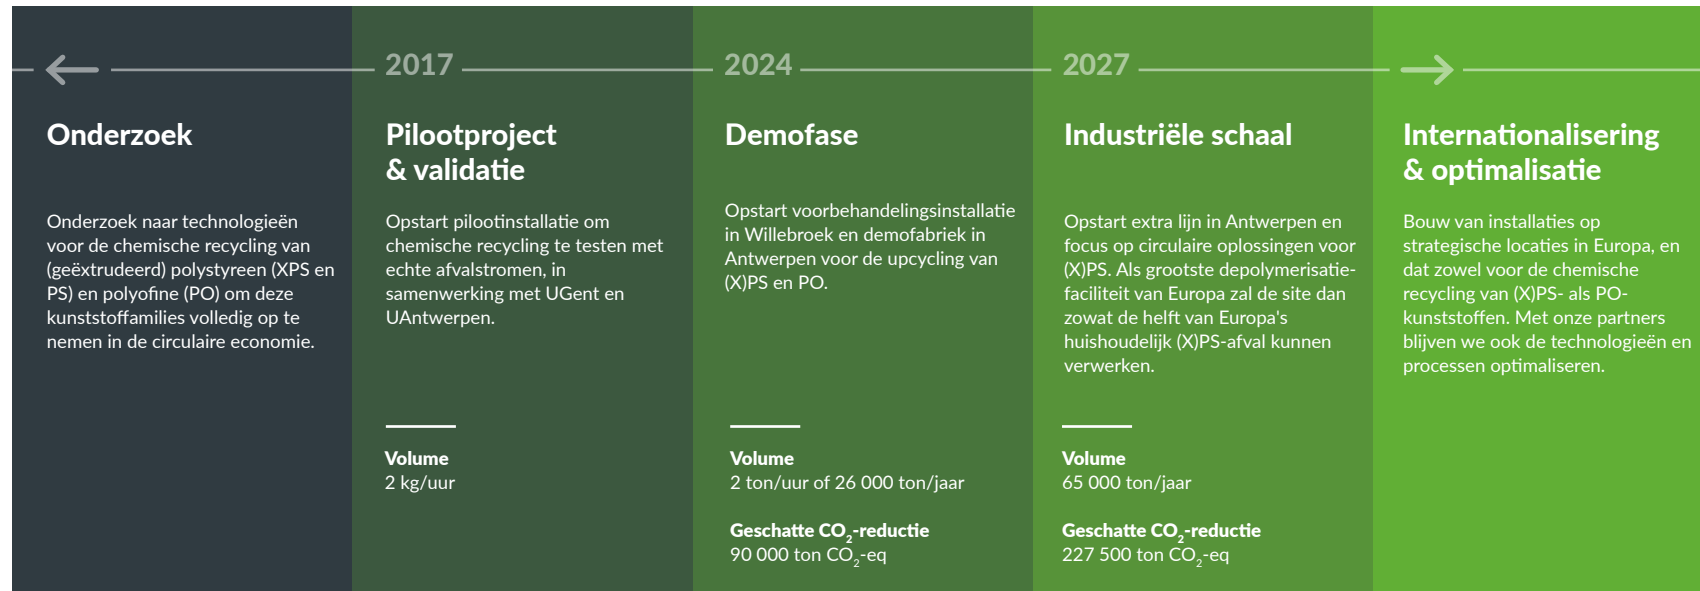 Onderzoek
Onderzoek naar technologieën
voor de chemische recycling van
(geëxtrudeerd) polystyreen (XPS en
PS) en polyofine (PO) om deze
kunststoffamilies volledig op te
nemen in de circulaire economie.
2017
Pilootproject
& validatie
Opstart pilootinstallatie om
chemische recycling te testen met
echte afvalstromen, in
samenwerking met UGent en
UAntwerpen.
Volume
2 kg/uur
2024
Demofase
Opstart voorbehandelingsinstallatie
in Willebroek en demofabriek in
Antwerpen voor de upcycling van
(X)PS en PO.
Volume
2 ton/uur of 26 000 ton/jaar
Geschatte CO₂-reductie
90 000 ton CO₂-eq
2027
Industriële schaal
Opstart extra lijn in Antwerpen en
focus op circulaire oplossingen voor
(X)PS. Als grootste depolymerisatie-
faciliteit van Europa zal de site dan
zowat de helft van Europa's
huishoudelijk (X)PS-afval kunnen
verwerken.
Volume
65 000 ton/jaar
Geschatte CO₂-reductie
227 500 ton CO₂-eq
Internationalisering
& optimalisatie
Bouw van installaties op
strategische locaties in Europa, en
dat zowel voor de chemische
recycling van (X)PS- als PO-
kunststoffen. Met onze partners
blijven we ook de technologieën en
processen optimaliseren.